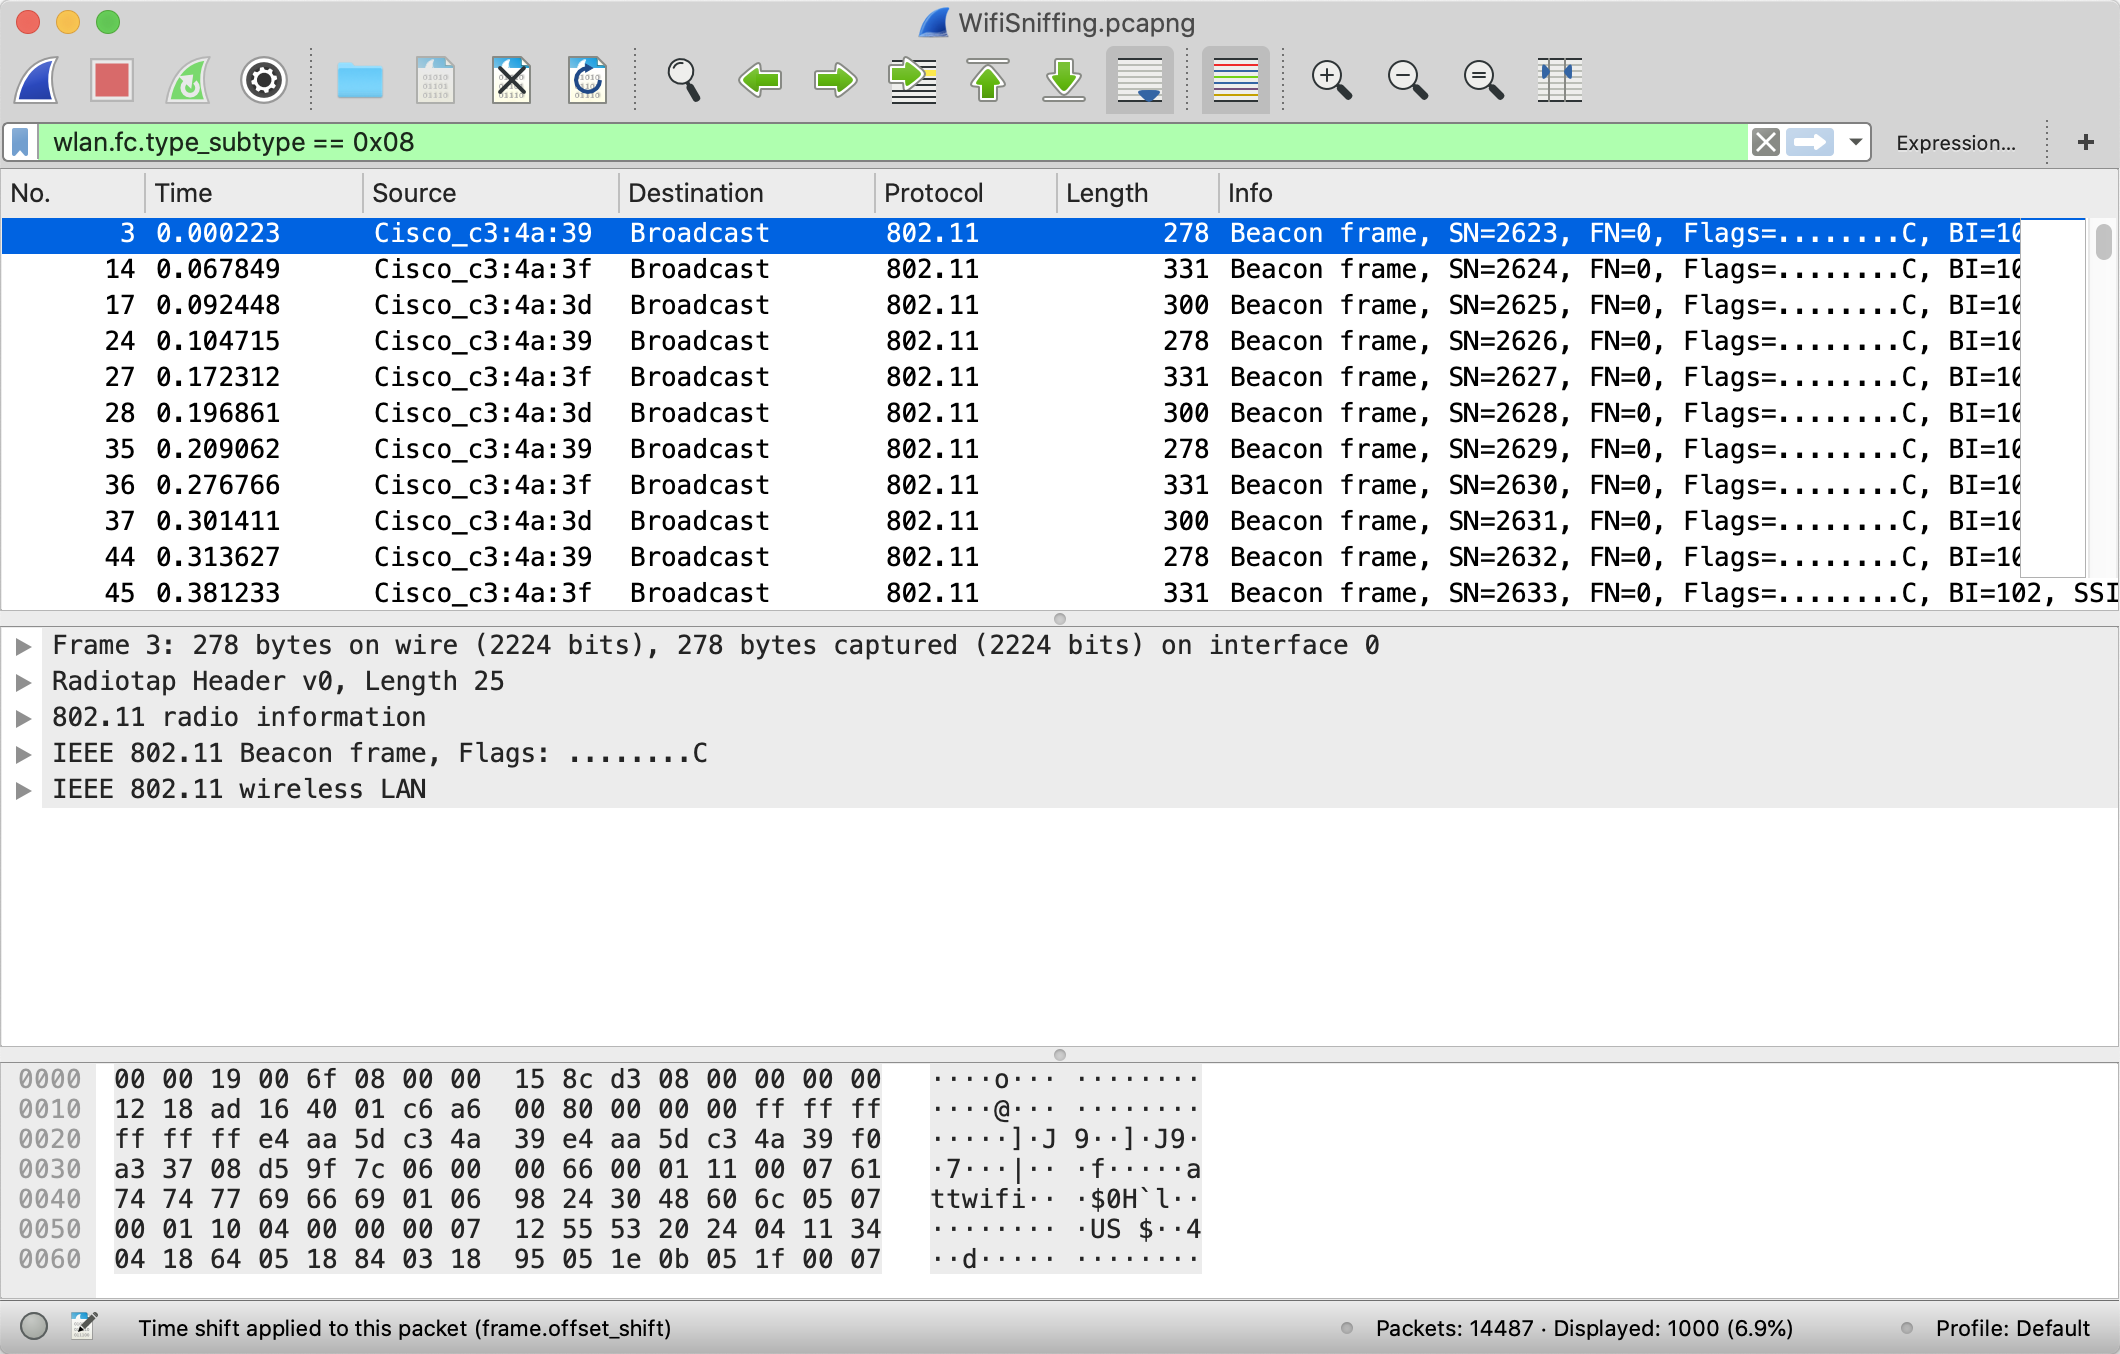 WifiSniffing.pcapng
wlan.fc.type_subtype == 0x08
Expression...
+
No. Time Source Destination Protocol Length Info
3 0.000223 Cisco_c3:4a:39 Broadcast 802.11 278 Beacon frame, SN=2623, FN=0, Flags=........C, BI=10
14 0.067849 Cisco_c3:4a:3f Broadcast 802.11 331 Beacon frame, SN=2624, FN=0, Flags=........C, BI=10
17 0.092448 Cisco_c3:4a:3d Broadcast 802.11 300 Beacon frame, SN=2625, FN=0, Flags=........C, BI=10
24 0.104715 Cisco_c3:4a:39 Broadcast 802.11 278 Beacon frame, SN=2626, FN=0, Flags=........C, BI=10
27 0.172312 Cisco_c3:4a:3f Broadcast 802.11 331 Beacon frame, SN=2627, FN=0, Flags=........C, BI=10
28 0.196861 Cisco_c3:4a:3d Broadcast 802.11 300 Beacon frame, SN=2628, FN=0, Flags=........C, BI=10
35 0.209062 Cisco_c3:4a:39 Broadcast 802.11 278 Beacon frame, SN=2629, FN=0, Flags=........C, BI=10
36 0.276766 Cisco_c3:4a:3f Broadcast 802.11 331 Beacon frame, SN=2630, FN=0, Flags=........C, BI=10
37 0.301411 Cisco_c3:4a:3d Broadcast 802.11 300 Beacon frame, SN=2631, FN=0, Flags=........C, BI=10
44 0.313627 Cisco_c3:4a:39 Broadcast 802.11 278 Beacon frame, SN=2632, FN=0, Flags=........C, BI=10
45 0.381233 Cisco_c3:4a:3f Broadcast 802.11 331 Beacon frame, SN=2633, FN=0, Flags=........C, BI=102, SSI
Frame 3: 278 bytes on wire (2224 bits), 278 bytes captured (2224 bits) on interface 0
Radiotap Header v0, Length 25
802.11 radio information
IEEE 802.11 Beacon frame, Flags: ........C
IEEE 802.11 wireless LAN
0000 00 00 19 00 6f 08 00 00 15 8c d3 08 00 00 00 00 ····o··· ········
0010 12 18 ad 16 40 01 c6 a6 00 80 00 00 00 ff ff ff ····@··· ········
0020 ff ff ff e4 aa 5d c3 4a 39 e4 aa 5d c3 4a 39 f0 ·····]·J 9··]·J9·
0030 a3 37 08 d5 9f 7c 06 00 00 66 00 01 11 00 07 61 ·7···|·· ·f·····a
0040 74 74 77 69 66 69 01 06 98 24 30 48 60 6c 05 07 ttwifi·· ·$0H`l··
0050 00 01 10 04 00 00 00 07 12 55 53 20 24 04 11 34 ········ ·US $··4
0060 04 18 64 05 18 84 03 18 95 05 1e 0b 05 1f 00 07 ··d····· ········
Time shift applied to this packet (frame.offset_shift)
Packets: 14487 · Displayed: 1000 (6.9%)
Profile: Default